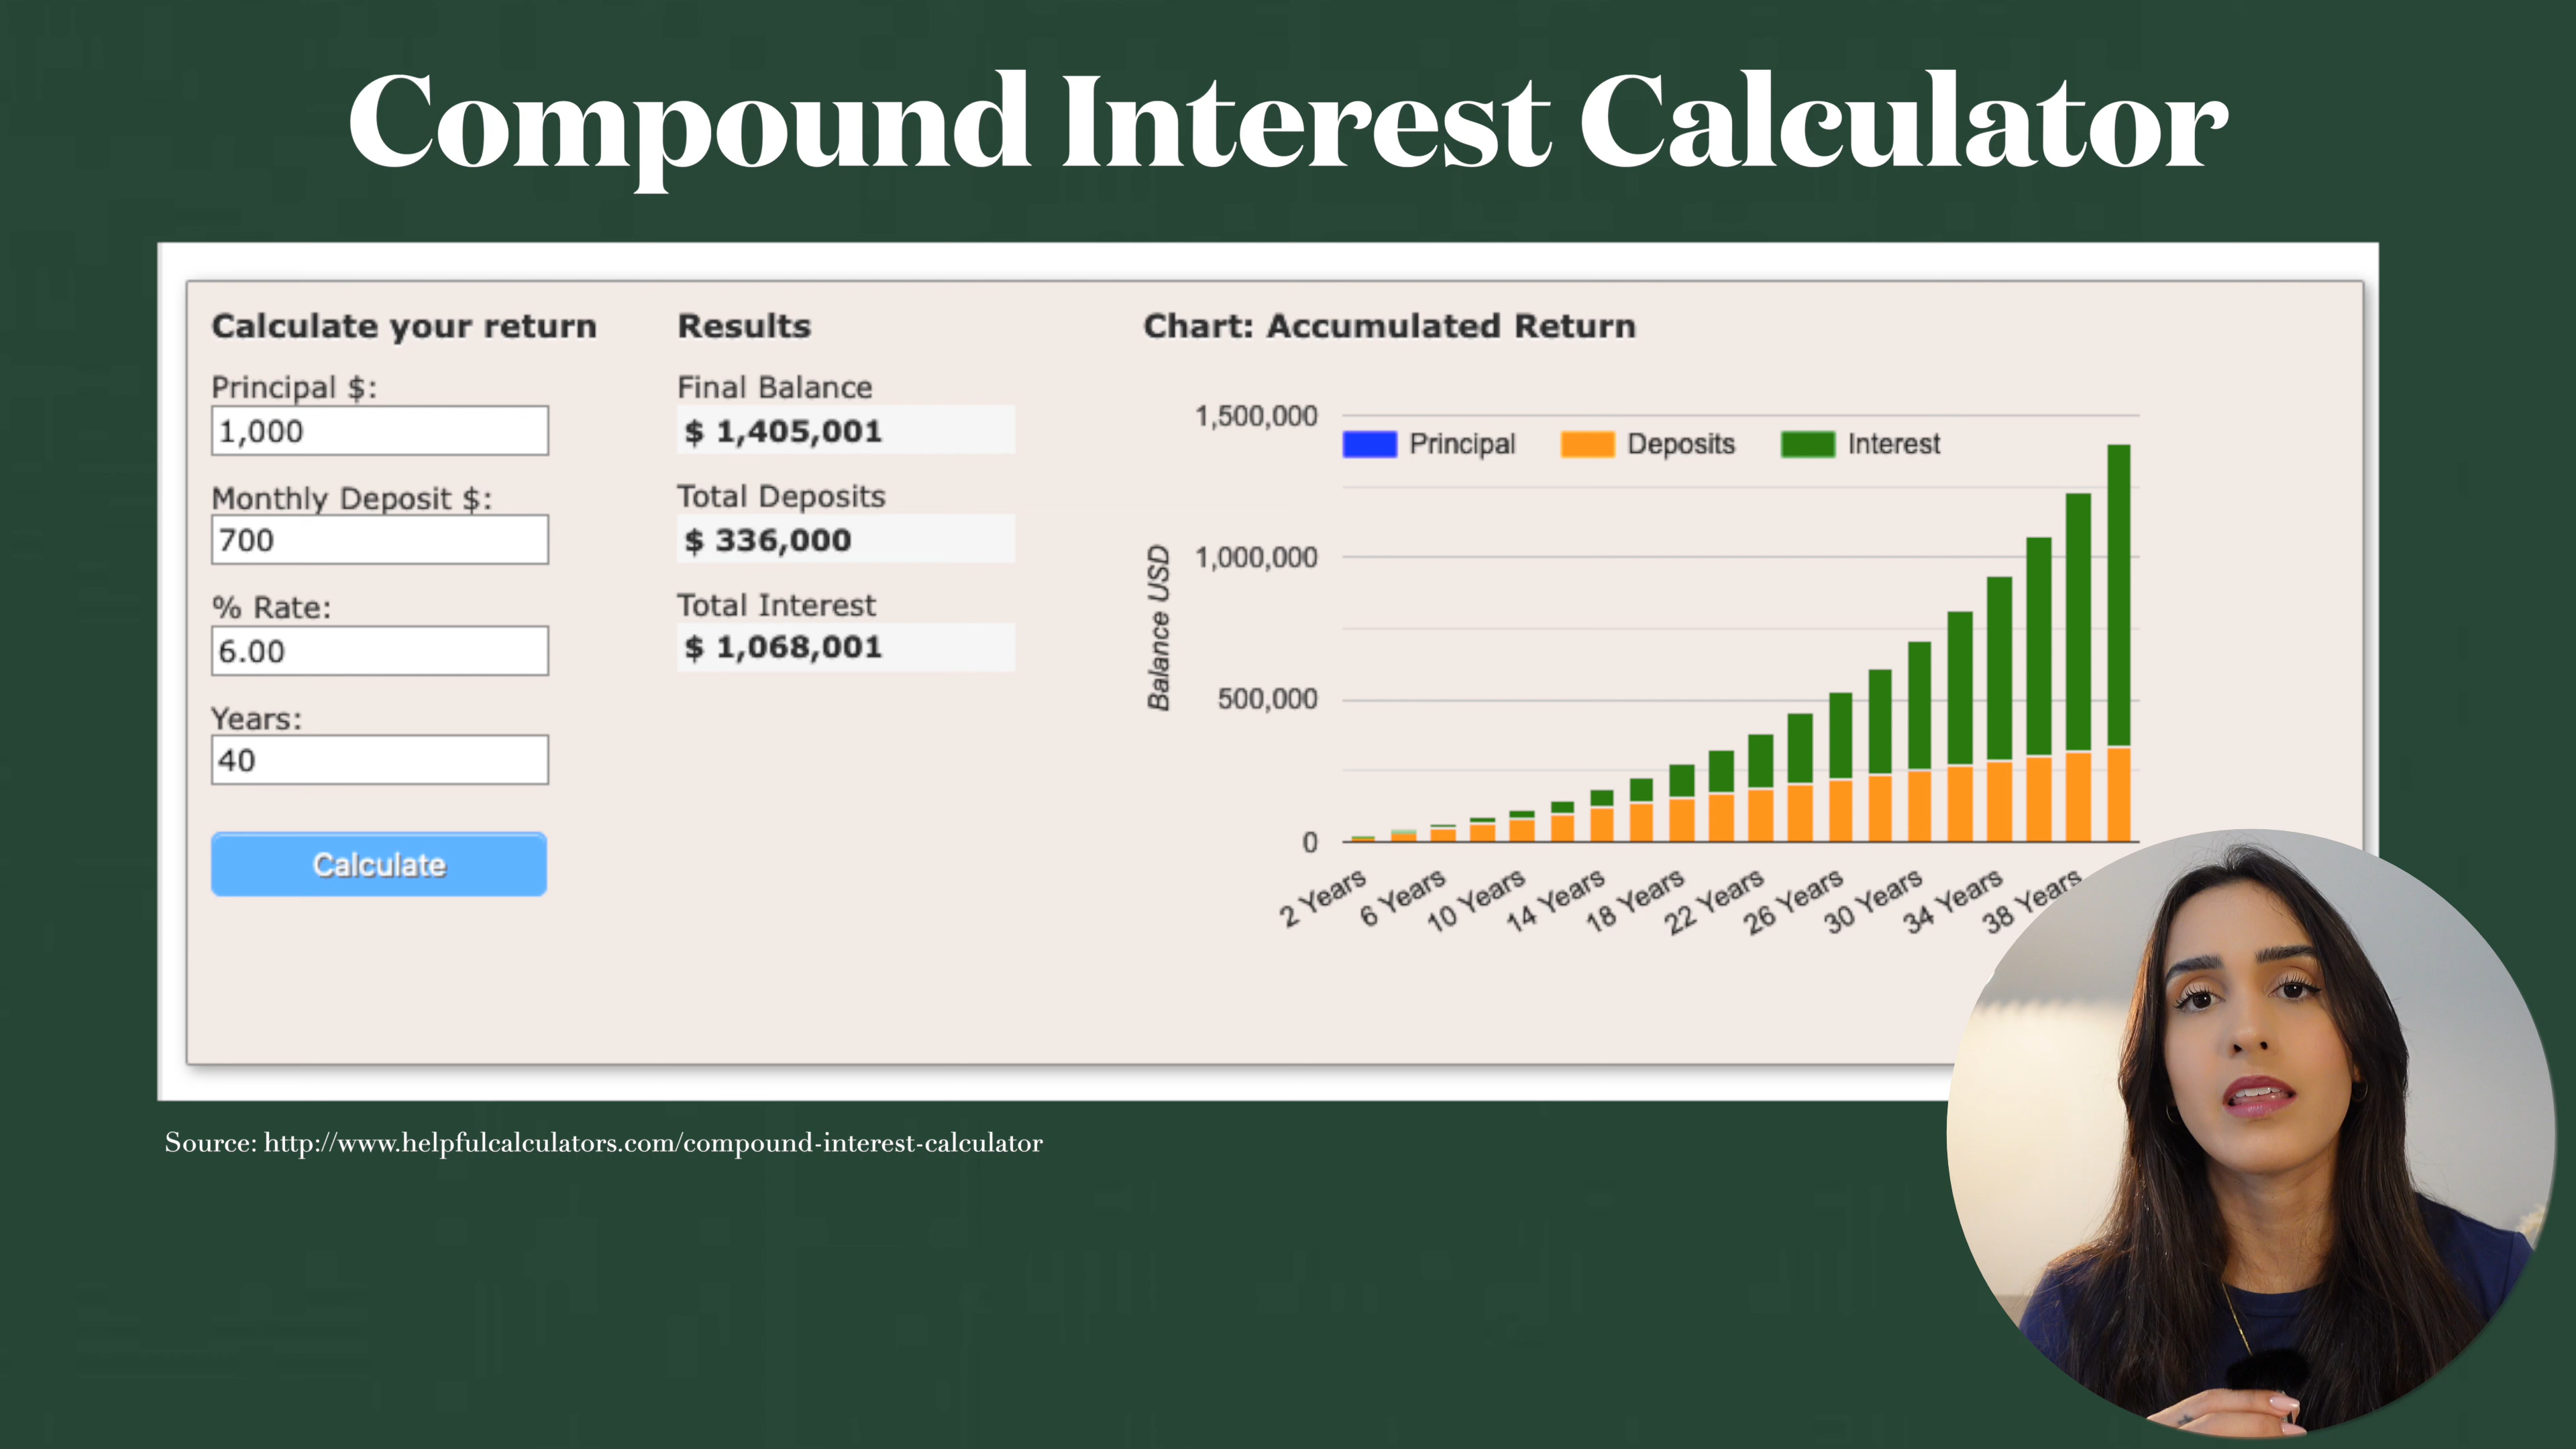 Compound Interest Calculator
Calculate your return
Principal $:
1,000
Monthly Deposit $:
700
% Rate:
6.00
Years:
40
Calculate
Results
Final Balance
$ 1,405,001
Total Deposits
$ 336,000
Total Interest
$ 1,068,001
Chart: Accumulated Return
Principal Deposits Interest
Balance USD
1,500,000
1,000,000
500,000
0
2 Years 6 Years 10 Years 14 Years 18 Years 22 Years 26 Years 30 Years 34 Years 38 Years
Source: http://www.helpfulcalculators.com/compound-interest-calculator